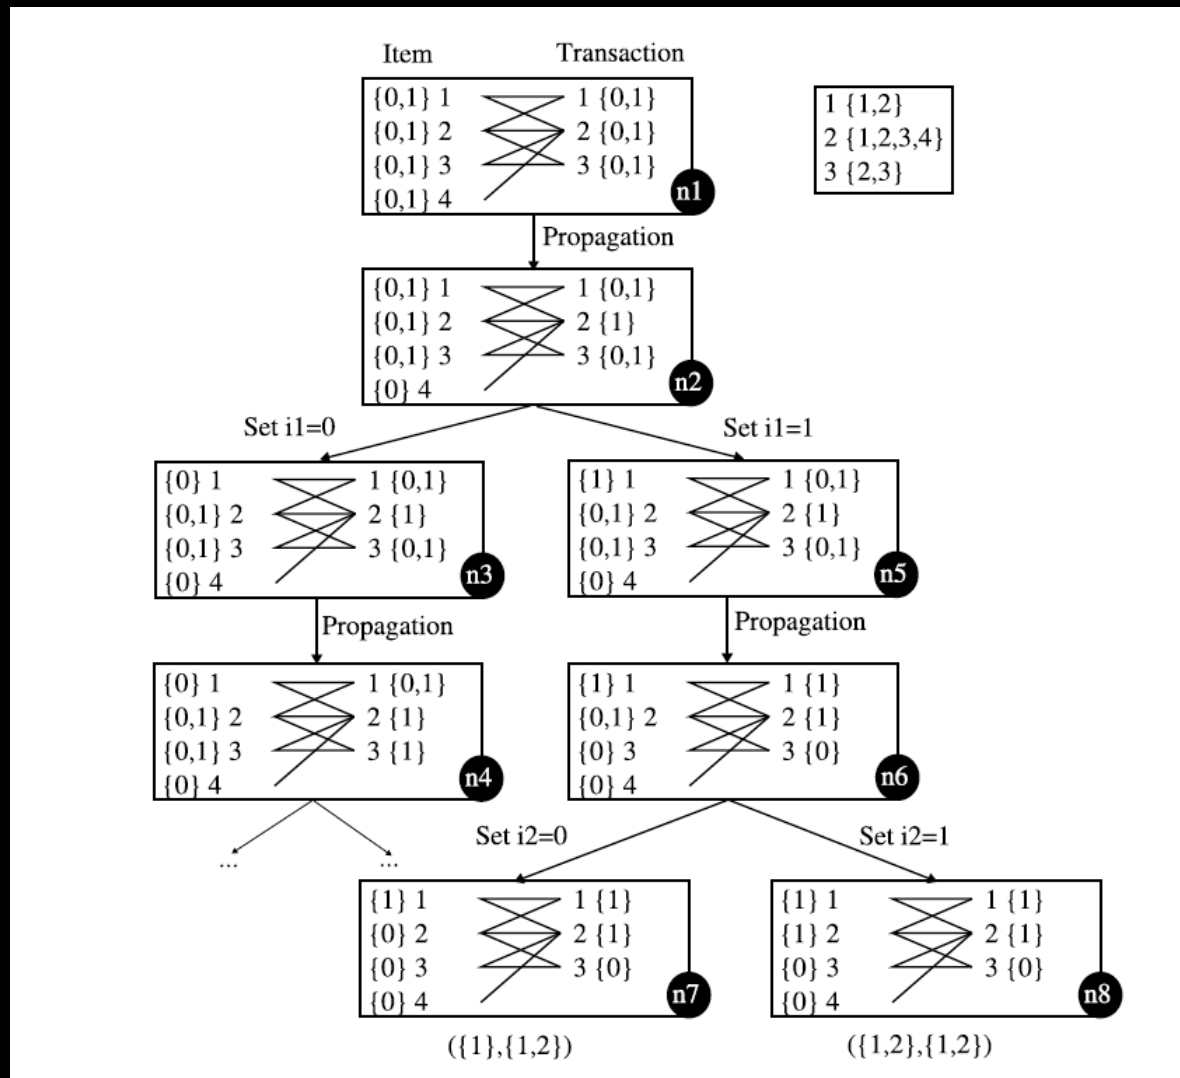 Item Transaction
{0,1} 1 1 {0,1}
{0,1} 2 2 {0,1}
{0,1} 3 3 {0,1}
{0,1} 4
n1
1 {1,2}
2 {1,2,3,4}
3 {2,3}
Propagation
{0,1} 1 1 {0,1}
{0,1} 2 2 {1}
{0,1} 3 3 {0,1}
{0} 4
n2
Set i1=0
Set i1=1
{0} 1 1 {0,1}
{0,1} 2 2 {1}
{0,1} 3 3 {0,1}
{0} 4
n3
{1} 1 1 {0,1}
{0,1} 2 2 {1}
{0,1} 3 3 {0,1}
{0} 4
n5
Propagation
Propagation
{0} 1 1 {0,1}
{0,1} 2 2 {1}
{0,1} 3 3 {1}
{0} 4
n4
{1} 1 1 {1}
{0,1} 2 2 {1}
{0} 3 3 {0}
{0} 4
n6
... ...
Set i2=0
Set i2=1
{1} 1 1 {1}
{0} 2 2 {1}
{0} 3 3 {0}
{0} 4
n7
{1} 1 1 {1}
{1} 2 2 {1}
{0} 3 3 {0}
{0} 4
n8
({1},{1,2})
({1,2},{1,2})